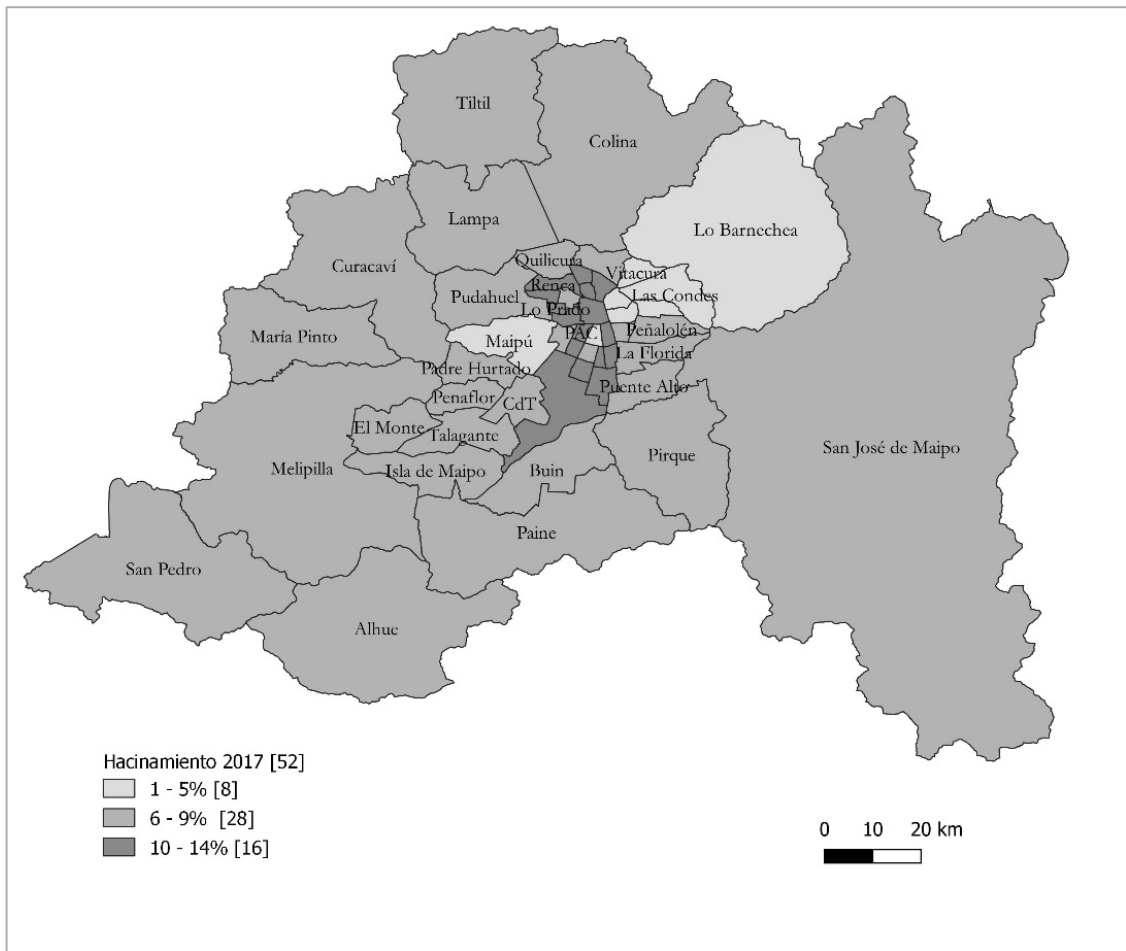 Tiltil
Colina
Lo Barnechea
Lampa
Curacaví
Quilicura
Vitacura
Renca
Las Condes
Pudahuel
Lo Prado
María Pinto
Maipú
PAC
Peñalolén
La Florida
Padre Hurtado
Puente Alto
Penaflor
CdT
El Monte
Talagante
San José de Maipo
Pirque
Melipilla
Isla de Maipo
Buin
Paine
San Pedro
Alhue
Hacinamiento 2017 [52]
1 - 5% [8]
6 - 9% [28]
10 - 14% [16]
0 10 20 km